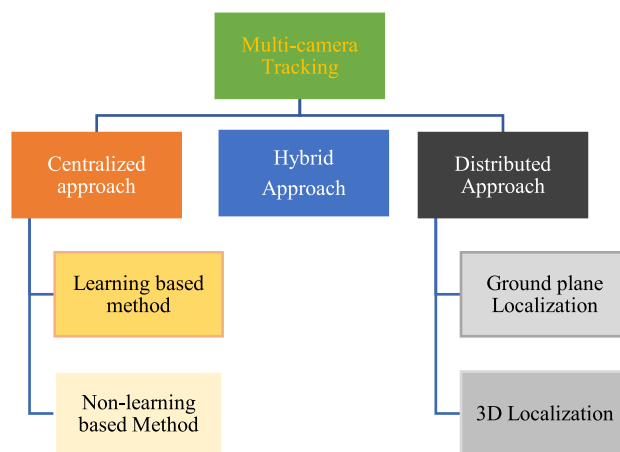 Multi-camera
Tracking
Centralized
approach
Hybrid
Approach
Distributed
Approach
Learning based
method
Non-learning
based Method
Ground plane
Localization
3D Localization